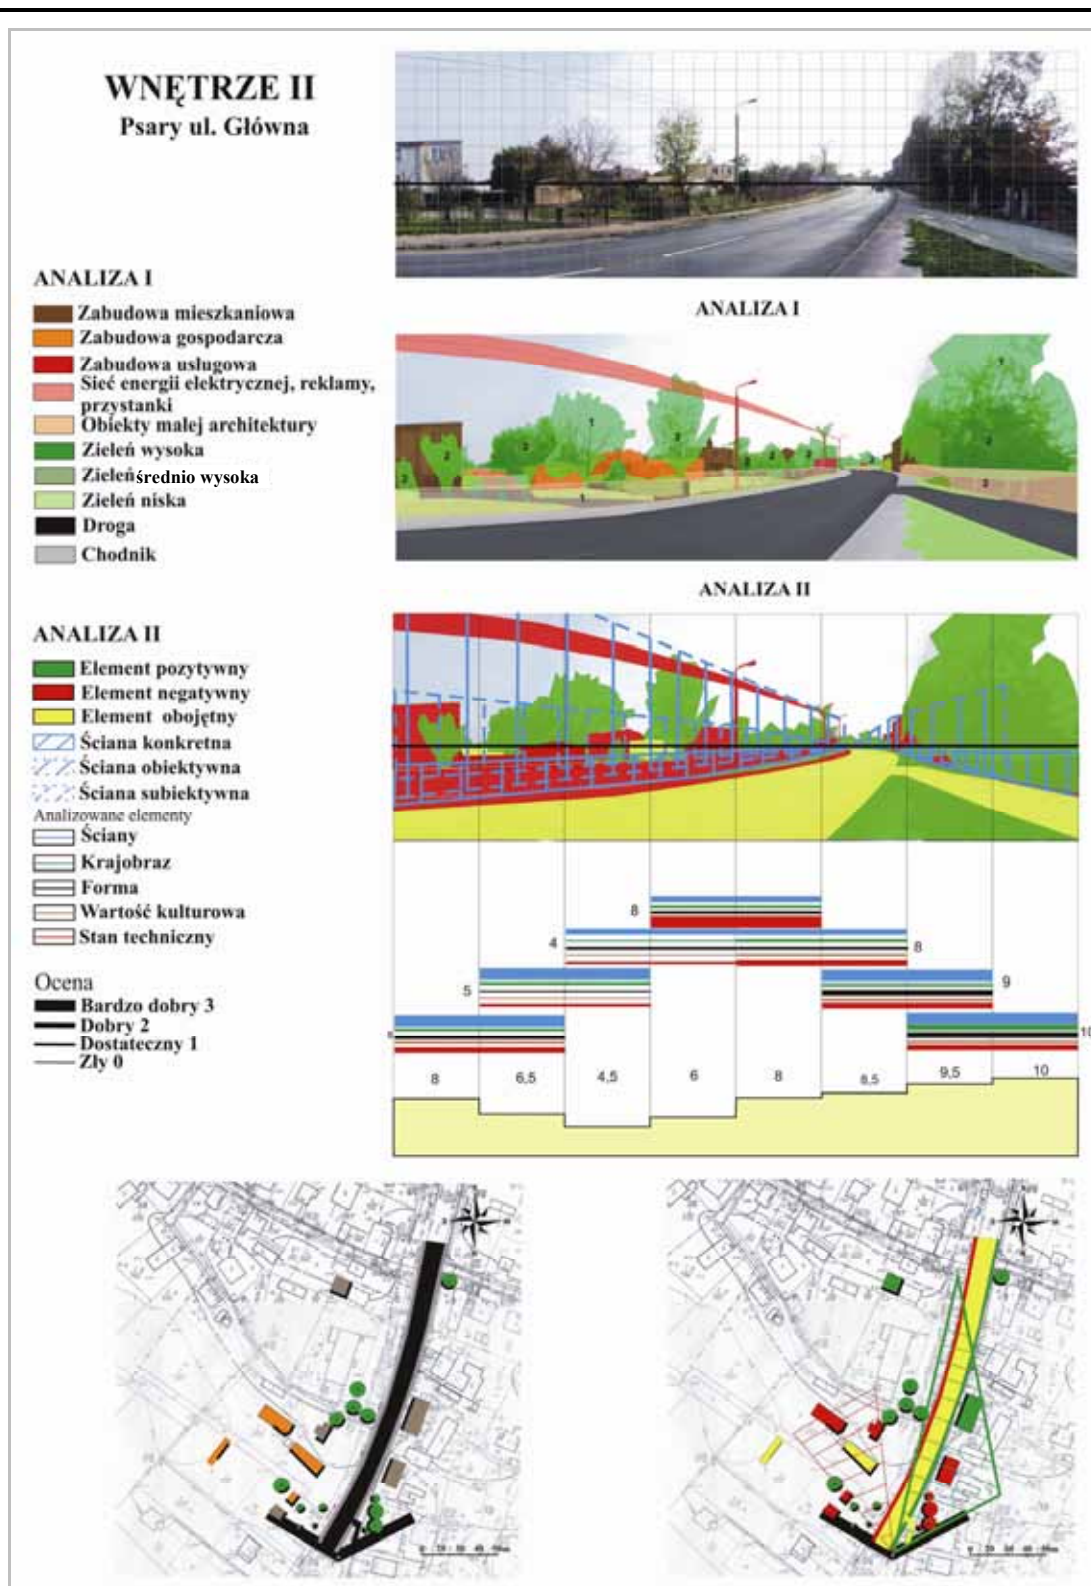 WNĘTRZE II
Psary ul. Główna
ANALIZA I
Zabudowa mieszkaniowa
Zabudowa gospodarcza
Zabudowa usługowa
Sieć energii elektrycznej, reklamy,
przystanki
Obiekty małej architektury
Zieleń wysoka
Zieleń średnio wysoka
Zieleń niska
Droga
Chodnik
ANALIZA I
ANALIZA II
ANALIZA II
Element pozytywny
Element negatywny
Element obojętny
Ściana konkretna
Ściana obiektywna
Ściana subiektywna
Analizowane elementy
Ściany
Krajobraz
Forma
Wartość kulturowa
Stan techniczny
Ocena
Bardzo dobry 3
Dobry 2
Dostateczny 1
Zły 0
8
4 8
5 9
10
8 6,5 4,5 6 8 8,5 9,5 10